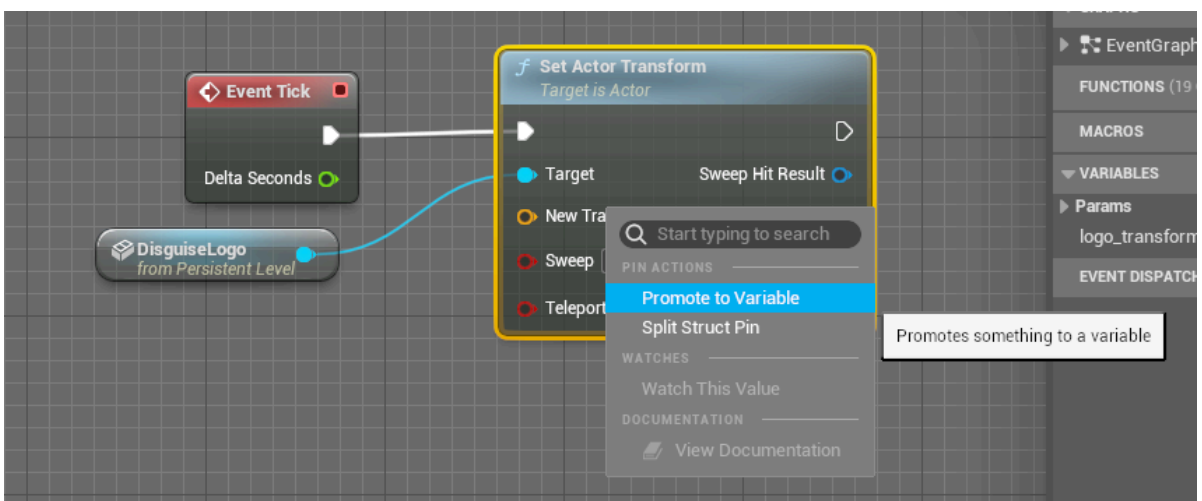 Event Tick
Delta Seconds
DisguiseLogo
from Persistent Level
f Set Actor Transform
Target is Actor
Target
Sweep Hit Result
New Tra
Sweep
Teleport
Start typing to search
PIN ACTIONS
Promote to Variable
Split Struct Pin
WATCHES
Watch This Value
DOCUMENTATION
View Documentation
Promotes something to a variable
EventGraph
FUNCTIONS (19
MACROS
VARIABLES
Params
logo_transform
EVENT DISPATCH